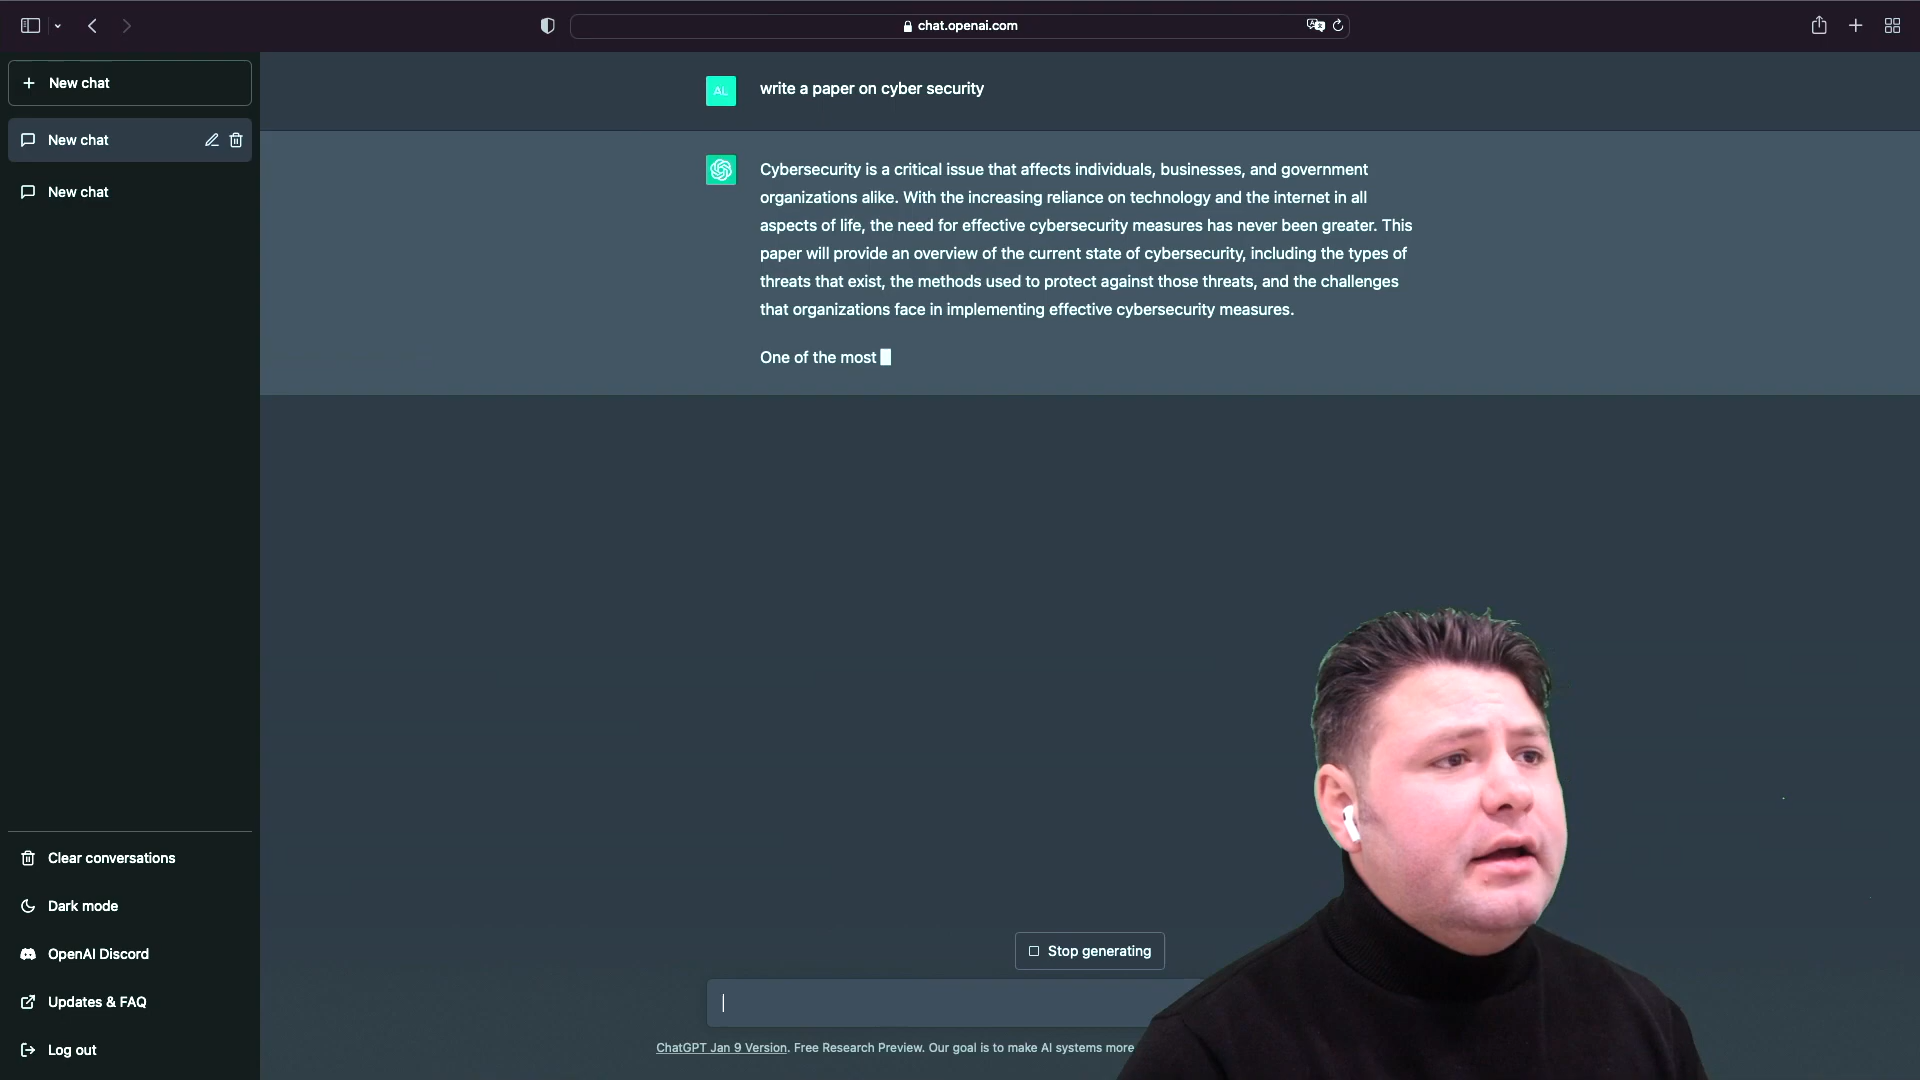 chat.openai.com
New chat
New chat
New chat
AL
write a paper on cyber security
Cybersecurity is a critical issue that affects individuals, businesses, and government
organizations alike. With the increasing reliance on technology and the internet in all
aspects of life, the need for effective cybersecurity measures has never been greater. This
paper will provide an overview of the current state of cybersecurity, including the types of
threats that exist, the methods used to protect against those threats, and the challenges
that organizations face in implementing effective cybersecurity measures.
One of the most
Clear conversations
Dark mode
OpenAI Discord
Updates & FAQ
Log out
Stop generating
ChatGPT Jan 9 Version. Free Research Preview. Our goal is to make AI systems more